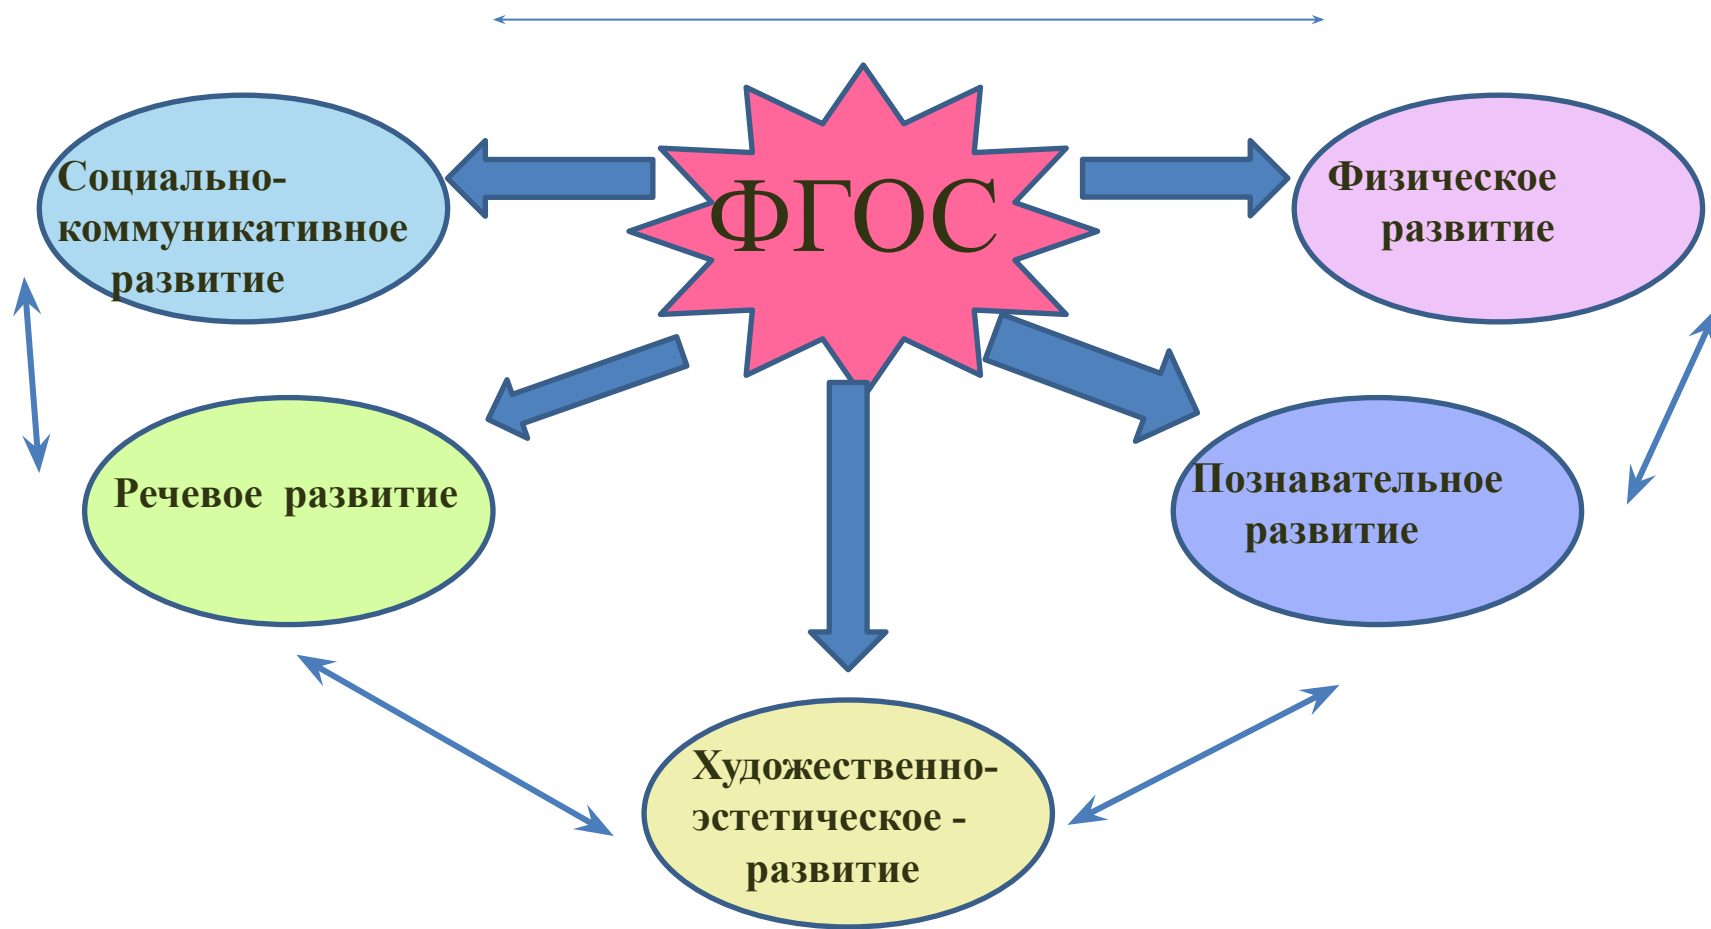 ФГОС
Социально-
коммуникативное
развитие
Физическое
развитие
Речевое развитие
Познавательное
развитие
Художественно-
эстетическое -
развитие